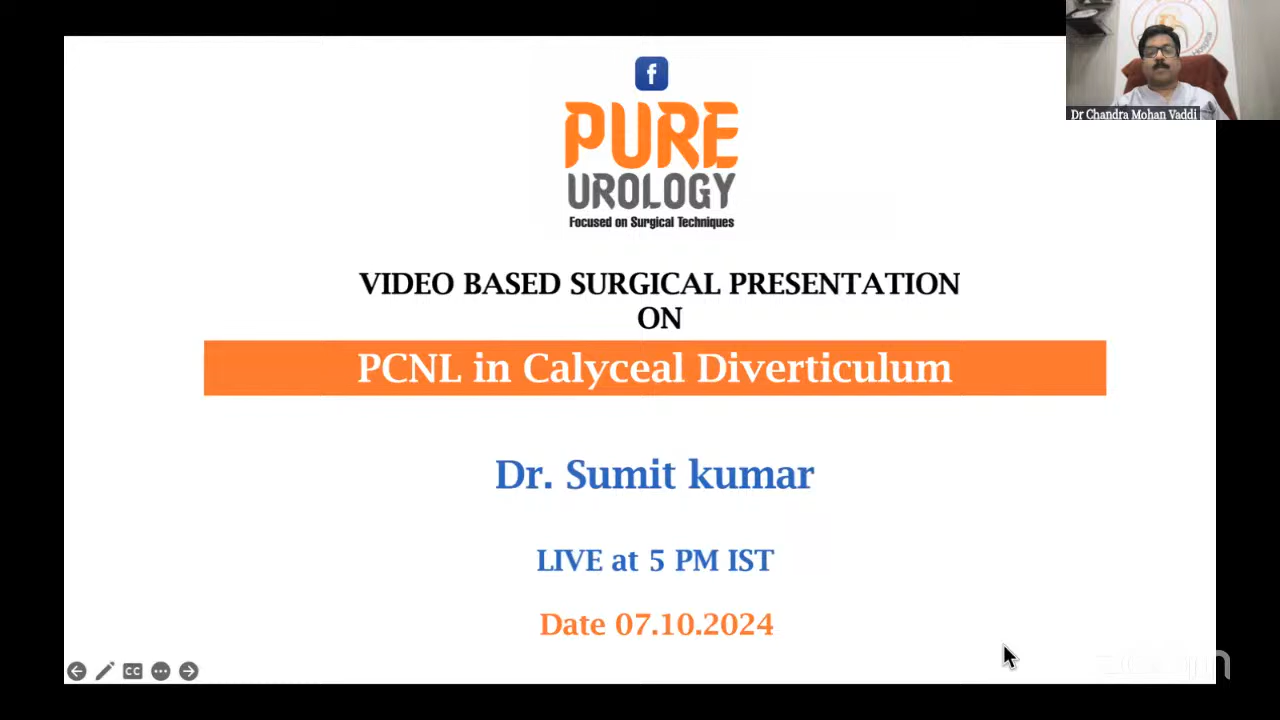 f
PURE
UROLOGY
Focused on Surgical Techniques
Dr Chandra Mohan Vaddi
VIDEO BASED SURGICAL PRESENTATION
ON
PCNL in Calyceal Diverticulum
Dr. Sumit kumar
LIVE at 5 PM IST
Date 07.10.2024
CC